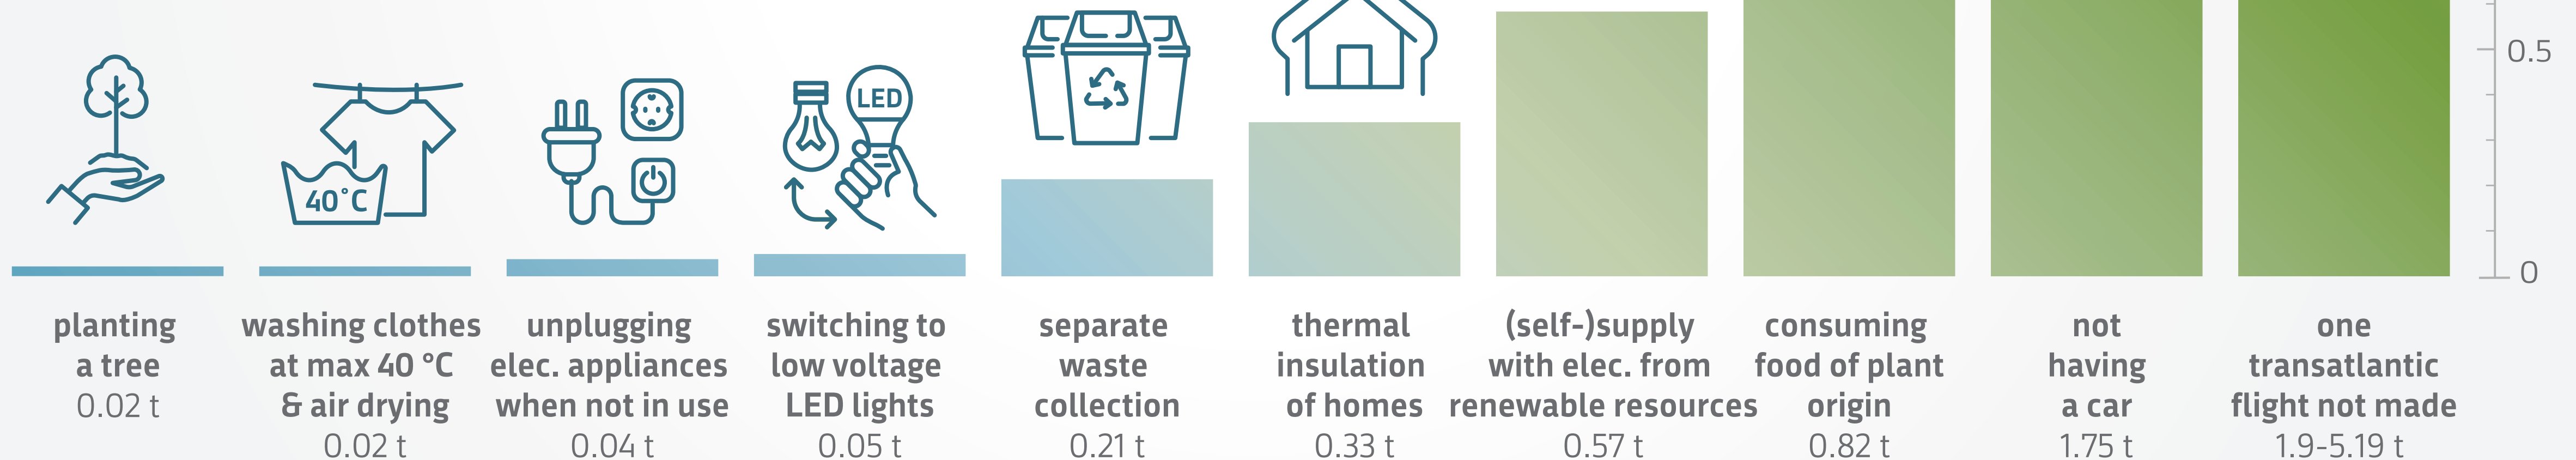 LED
40°C
0.5
0
planting
a tree
0.02 t
washing clothes
at max 40 °C
& air drying
0.02 t
unplugging
elec. appliances
when not in use
0.04 t
switching to
low voltage
LED lights
0.05 t
separate
waste
collection
0.21 t
thermal
insulation
of homes
0.33 t
(self-)supply
with elec. from
renewable resources
0.57 t
consuming
food of plant
origin
0.82 t
not
having
a car
1.75 t
one
transatlantic
flight not made
1.9-5.19 t